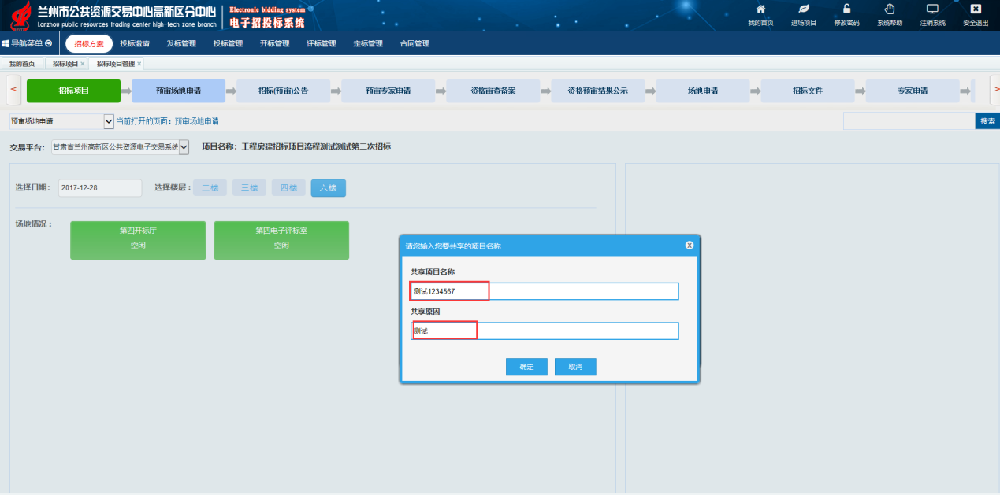 兰州市公共资源交易中心高新区分中心
Lanzhou public resources trading center high-tech zone branch
Electronic bidding system
电子招投标系统
我的首页 进场项目 修改密码 系统帮助 注销系统 安全退出
导航菜单 招标方案 投标邀请 发标管理 投标管理 开标管理 评标管理 定标管理 合同管理
我的首页 招标项目 × 招标项目管理 ×
< 招标项目 预审场地申请 招标(预审)公告 预审专家申请 资格审查备案 资格预审结果公示 场地申请 招标文件 专家申请 >
预审场地申请 当前打开的页面：预审场地申请 搜索
交易平台： 甘肃省兰州高新区公共资源电子交易系统 项目名称：工程房建招标项目流程测试测试第二次招标
选择日期： 2017-12-28 选择楼层： 二楼 三楼 四楼 六楼
场地情况：
第四开标厅 第四电子评标室
空闲 空闲
请您输入您要共享的项目名称
共享项目名称
测试1234567
共享原因
测试
确定 取消